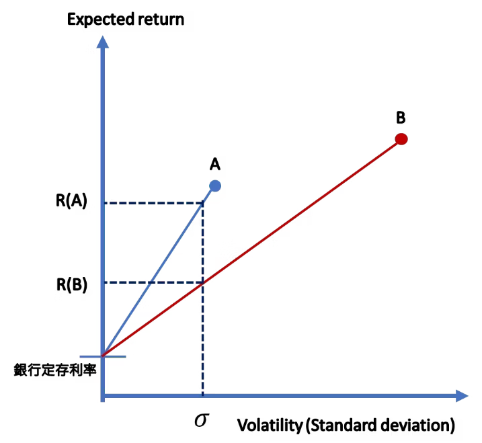 Expected return
B
A
R(A)
R(B)
銀行定存利率
σ
Volatility (Standard deviation)